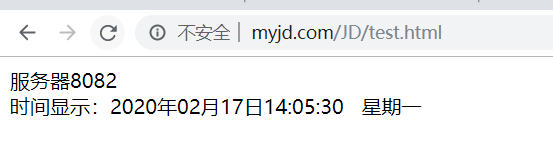 不安全 | myjd.com/JD/test.html
服务器8082
时间显示：2020年02月17日14:05:30 星期一